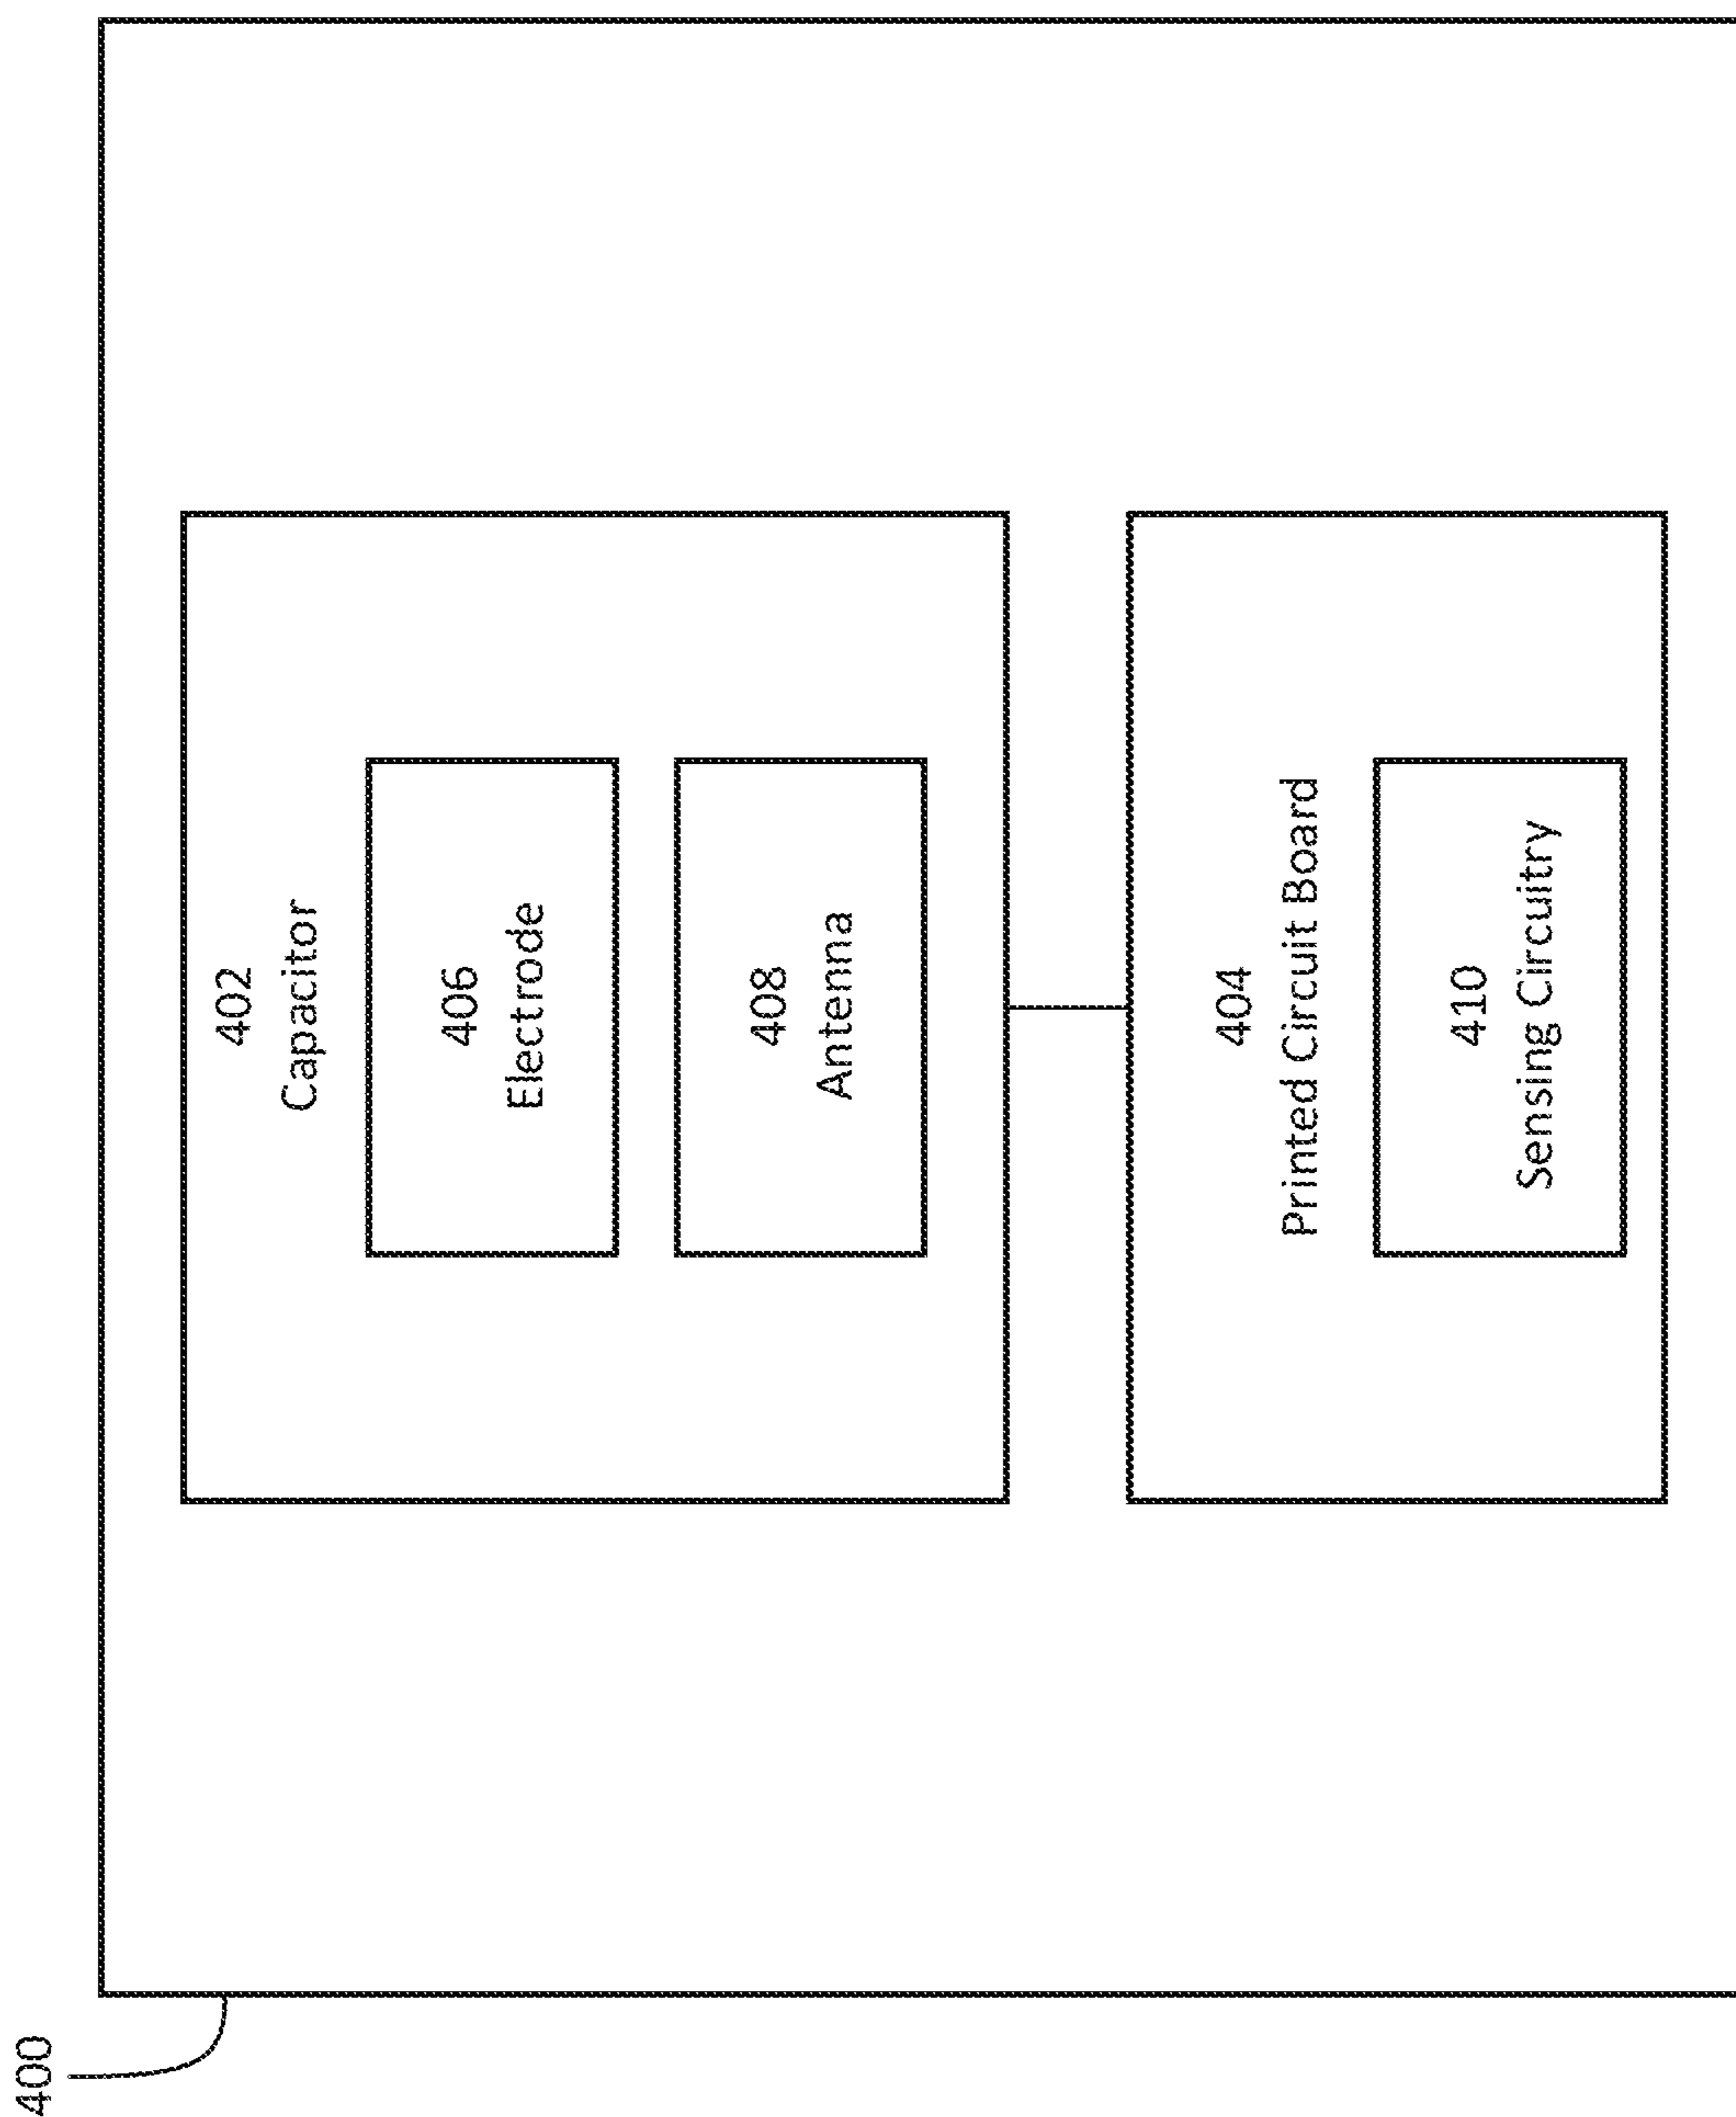 400
402
Capacitor
406
Electrode
408
Antenna
404
Printed Circuit Board
410
Sensing Circuitry